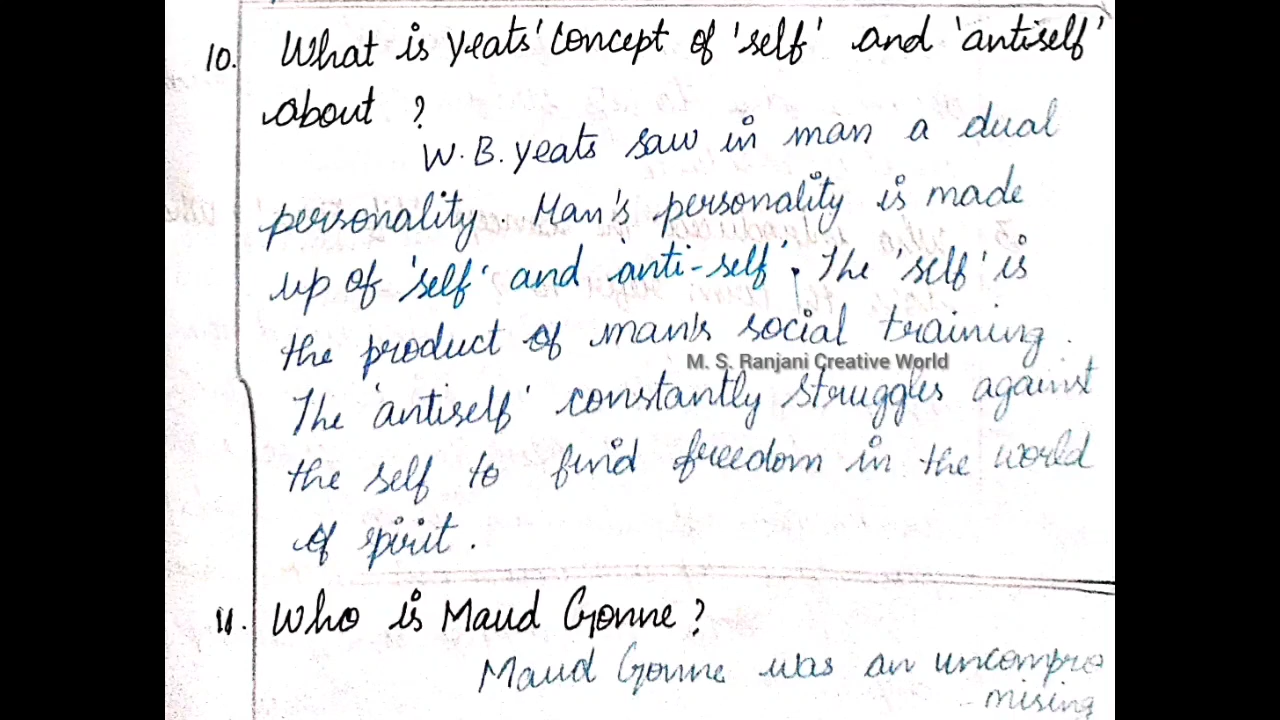 10. What is Yeats' concept of 'self' and 'antiself'
about ?
W. B. Yeats saw in man a dual
personality. Man's personality is made
up of 'self' and anti-self'. The 'self' is
the product of man's social training.
M. S. Ranjani Creative World
The 'antiself' constantly struggles against
the self to find freedom in the world
of spirit.
11. Who is Maud Gonne ?
Maud Gonne was an uncompro
mising